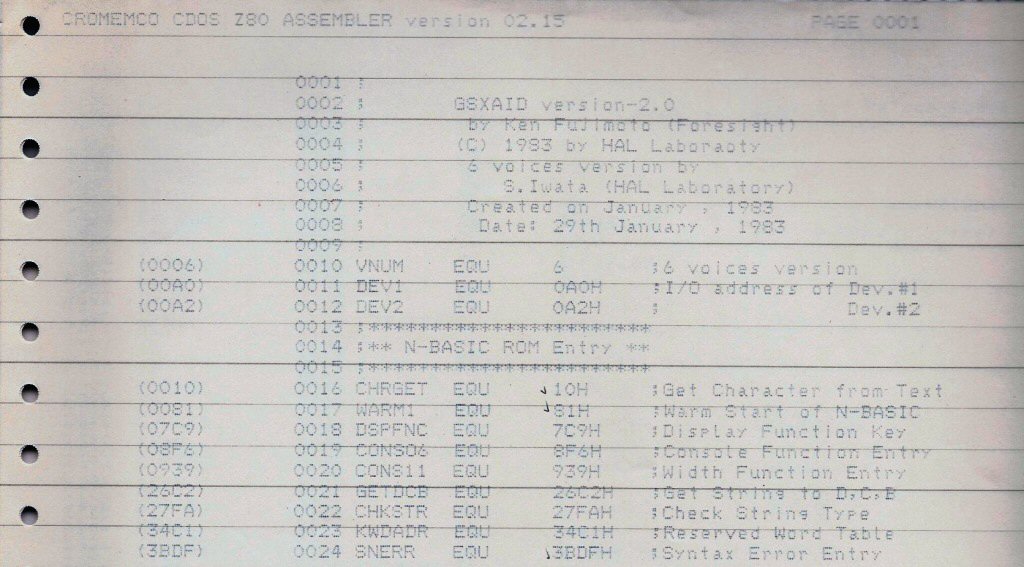 CROMEMCO CDOS Z80 ASSEMBLER version 02.15 PAGE 0001
0001 ;
0002 ; GSXAID version-2.0
0003 ; by Ken Fujimoto (Foresight)
0004 ; (C) 1983 by HAL Laboraoty
0005 ; 6 voices version by
0006 ; S.Iwata (HAL Laboratory)
0007 ; Created on January , 1983
0008 ; Date: 29th January , 1983
0009 ;
(0006) 0010 VNUM EQU 6 ;6 voices version
(00A0) 0011 DEV1 EQU 0A0H ;I/O address of Dev.#1
(00A2) 0012 DEV2 EQU 0A2H ; Dev.#2
0013 ;***********************
0014 ;** N-BASIC ROM Entry **
0015 ;***********************
(0010) 0016 CHRGET EQU 10H ;Get Character from Text
(0081) 0017 WARM1 EQU 81H ;Warm Start of N-BASIC
(07C9) 0018 DSPFNC EQU 7C9H ;Display Function Key
(08F6) 0019 CONSO6 EQU 8F6H ;Console Function Entry
(0939) 0020 CONS11 EQU 939H ;Width Function Entry
(26C2) 0021 GETDCB EQU 26C2H ;Get String to D,C,B
(27FA) 0022 CHKSTR EQU 27FAH ;Check String Type
(34C1) 0023 KWDADR EQU 34C1H ;Reserved Word Table
(3BDF) 0024 SNERR EQU 3BDFH ;Syntax Error Entry